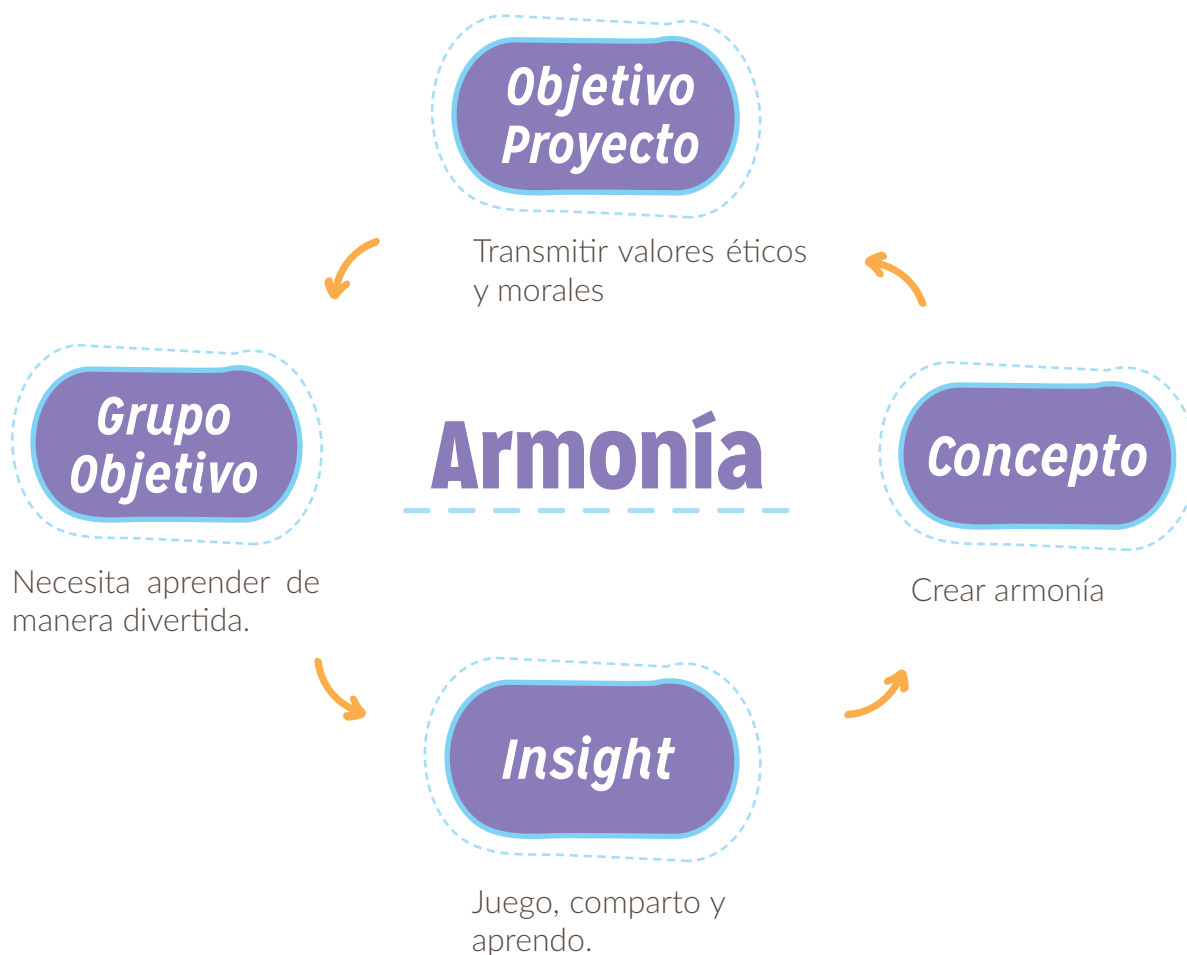 Objetivo
Proyecto
Transmitir valores éticos
y morales
Grupo
Objetivo
Necesita aprender de
manera divertida.
Armonía
Concepto
Crear armonía
Insight
Juego, comparto y
aprendo.